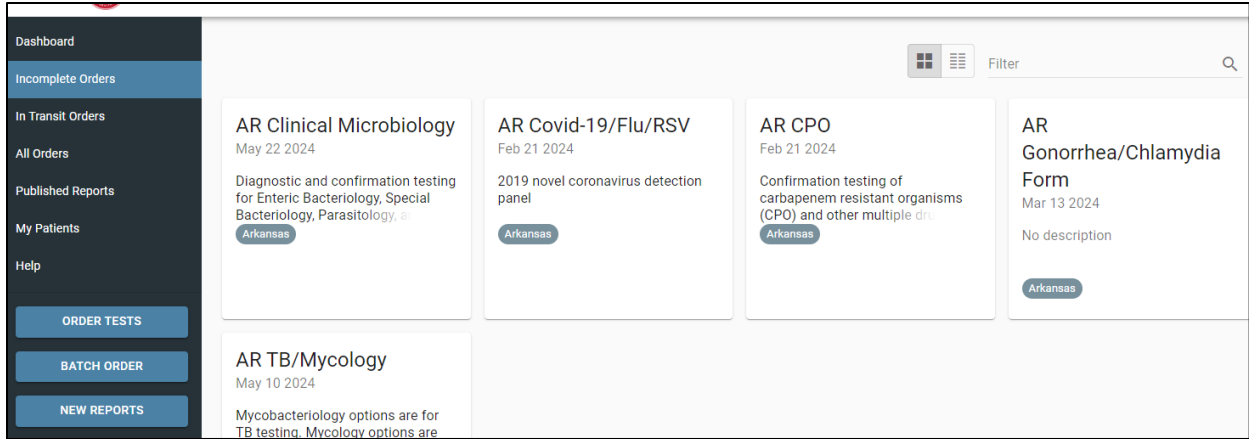 Dashboard
Incomplete Orders
In Transit Orders
All Orders
Published Reports
My Patients
Help
ORDER TESTS
BATCH ORDER
NEW REPORTS
Filter
AR Clinical Microbiology
May 22 2024
Diagnostic and confirmation testing
for Enteric Bacteriology, Special
Bacteriology, Parasitology,
Arkansas
AR Covid-19/Flu/RSV
Feb 21 2024
2019 novel coronavirus detection
panel
Arkansas
AR CPO
Feb 21 2024
Confirmation testing of
carbapenem resistant organisms
(CPO) and other multiple
Arkansas
AR
Gonorrhea/Chlamydia
Form
Mar 13 2024
No description
Arkansas
AR TB/Mycology
May 10 2024
Mycobacteriology options are for
TB testing. Mycology options are